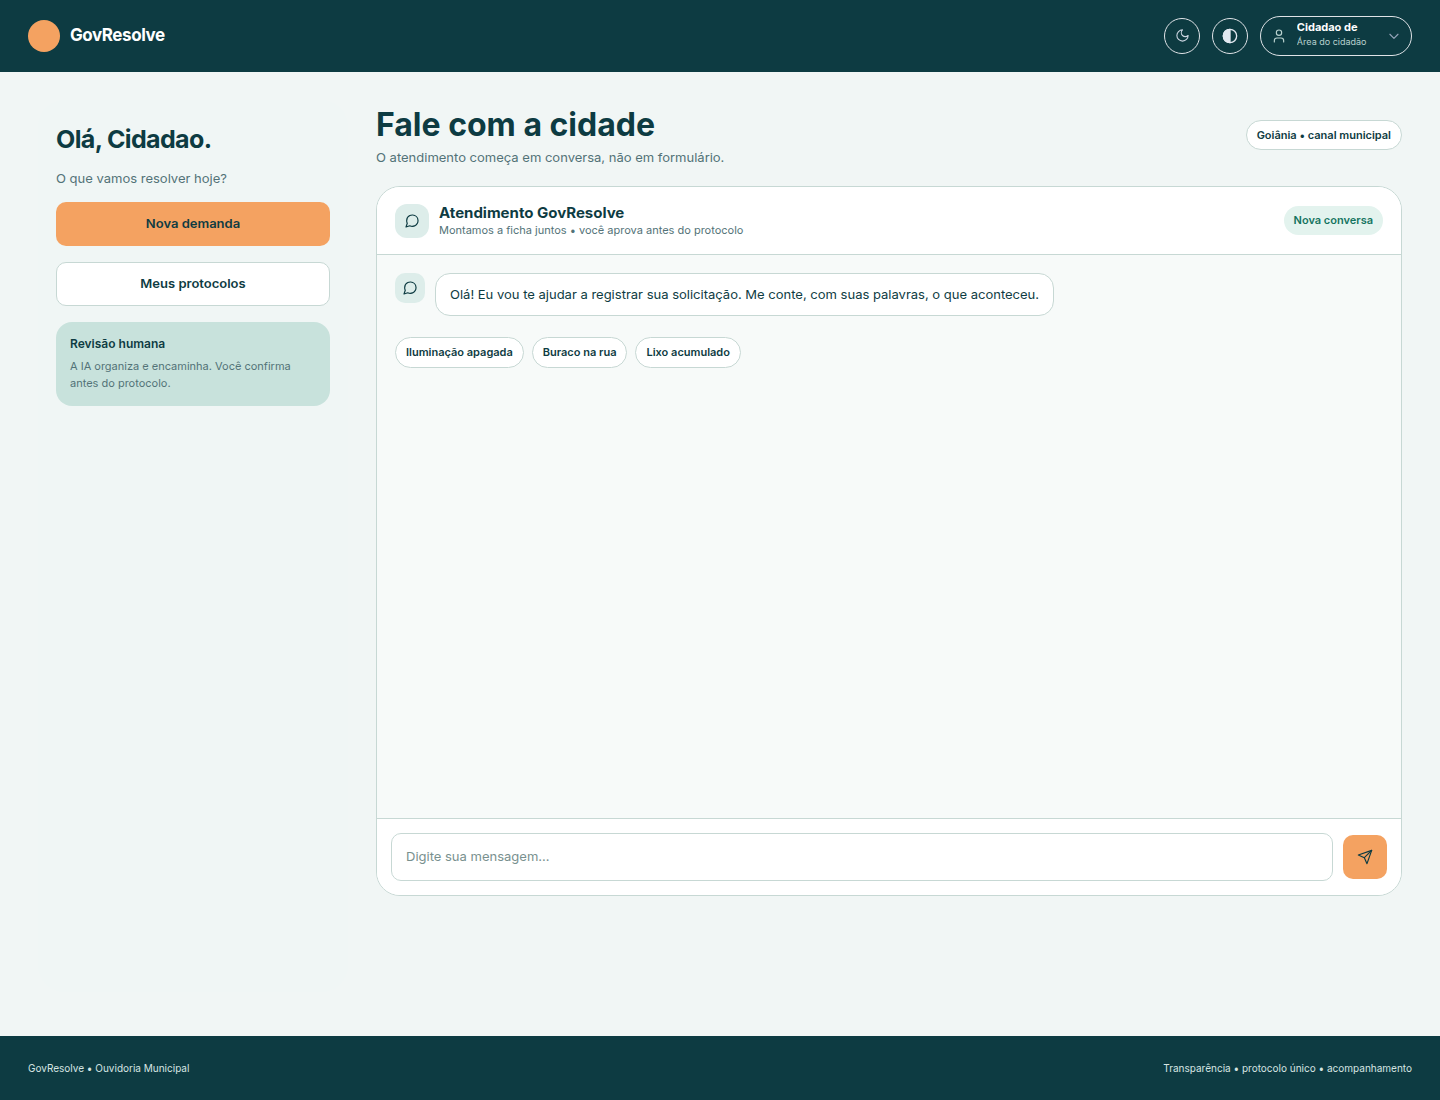 GovResolve
Cidadao de
Área do cidadão
Olá, Cidadao.
O que vamos resolver hoje?
Nova demanda
Meus protocolos
Revisão humana
A IA organiza e encaminha. Você confirma
antes do protocolo.
Fale com a cidade
O atendimento começa em conversa, não em formulário.
Goiânia • canal municipal
Atendimento GovResolve
Montamos a ficha juntos • você aprova antes do protocolo
Nova conversa
Olá! Eu vou te ajudar a registrar sua solicitação. Me conte, com suas palavras, o que aconteceu.
Iluminação apagada
Buraco na rua
Lixo acumulado
Digite sua mensagem...
GovResolve • Ouvidoria Municipal
Transparência • protocolo único • acompanhamento